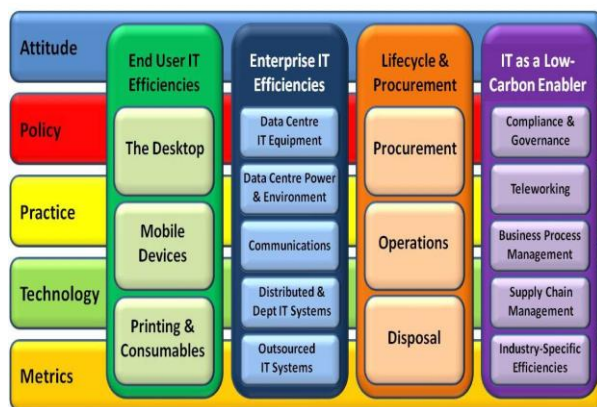 Attitude
Policy
Practice
Technology
Metrics
End User IT
Efficiencies
The Desktop
Mobile
Devices
Printing &
Consumables
Enterprise IT
Efficiencies
Data Centre
IT Equipment
Data Centre Power
& Environment
Communications
Distributed &
Dept IT Systems
Outsourced
IT Systems
Lifecycle &
Procurement
Procurement
Operations
Disposal
IT as a Low-
Carbon Enabler
Compliance &
Governance
Teleworking
Business Process
Management
Supply Chain
Management
Industry-Specific
Efficiencies